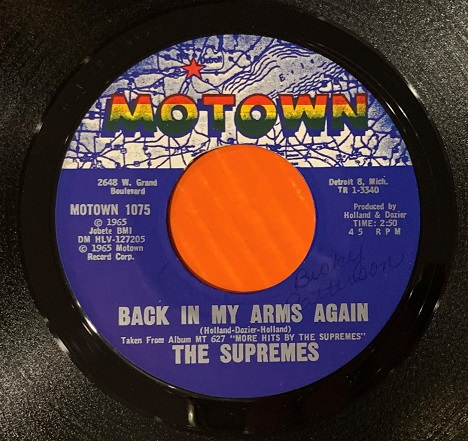 Detroit
MOTOWN
2648 W. Grand
Boulevard
Detroit 8, Mich.
TR 1-3340
MOTOWN 1075
© 1965
Jobete BMI
DM HLV-127205
© 1965 Motown
Record Corp.
Produced by
Holland & Dozier
TIME: 2:50
45 RPM
BACK IN MY ARMS AGAIN
(Holland-Dozier-Holland)
Taken From Album MT 627 "MORE HITS BY THE SUPREMES"
THE SUPREMES